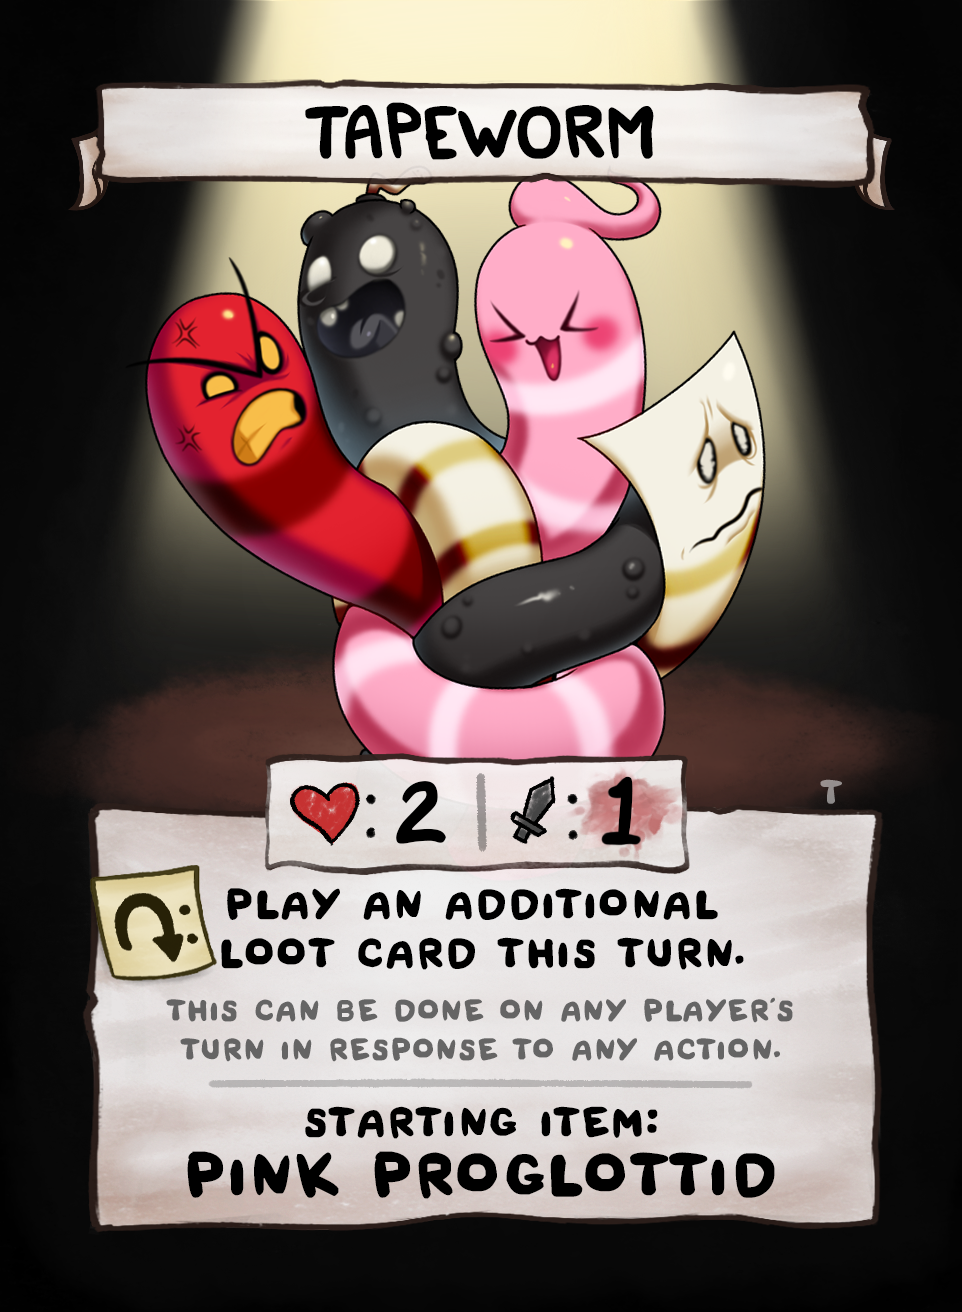 TAPEWORM
: 2 | : 1
T
: PLAY AN ADDITIONAL
LOOT CARD THIS TURN.
THIS CAN BE DONE ON ANY PLAYER'S
TURN IN RESPONSE TO ANY ACTION.
STARTING ITEM:
PINK PROGLOTTID